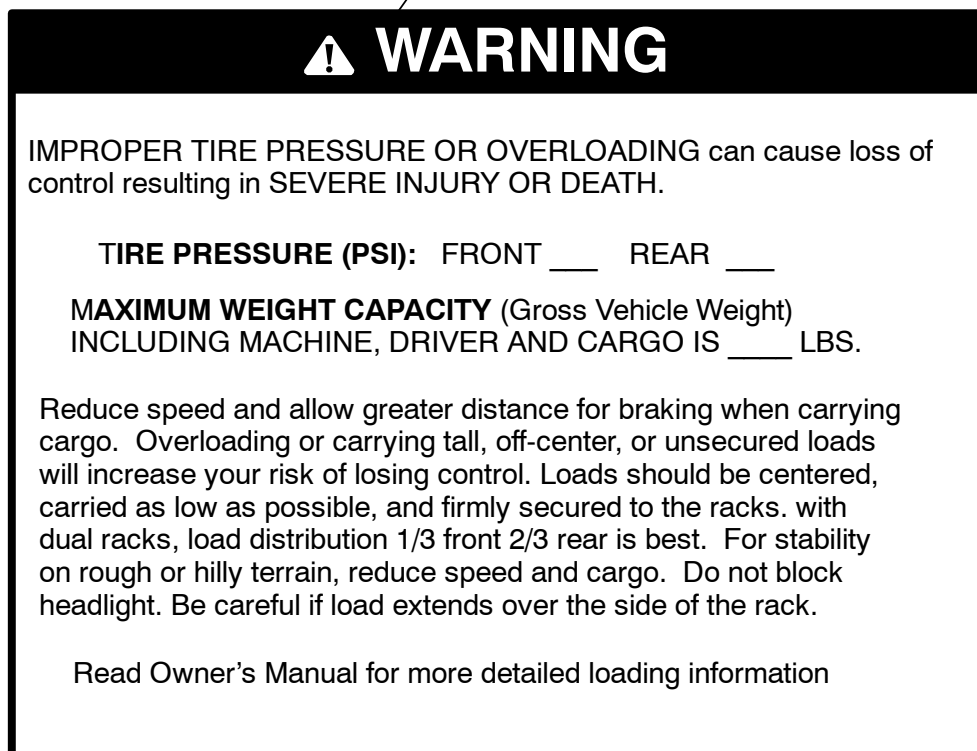 WARNING
IMPROPER TIRE PRESSURE OR OVERLOADING can cause loss of
control resulting in SEVERE INJURY OR DEATH.
TIRE PRESSURE (PSI): FRONT ___ REAR ___
MAXIMUM WEIGHT CAPACITY (Gross Vehicle Weight)
INCLUDING MACHINE, DRIVER AND CARGO IS ____ LBS.
Reduce speed and allow greater distance for braking when carrying
cargo. Overloading or carrying tall, off-center, or unsecured loads
will increase your risk of losing control. Loads should be centered,
carried as low as possible, and firmly secured to the racks. with
dual racks, load distribution 1/3 front 2/3 rear is best. For stability
on rough or hilly terrain, reduce speed and cargo. Do not block
headlight. Be careful if load extends over the side of the rack.
Read Owner's Manual for more detailed loading information